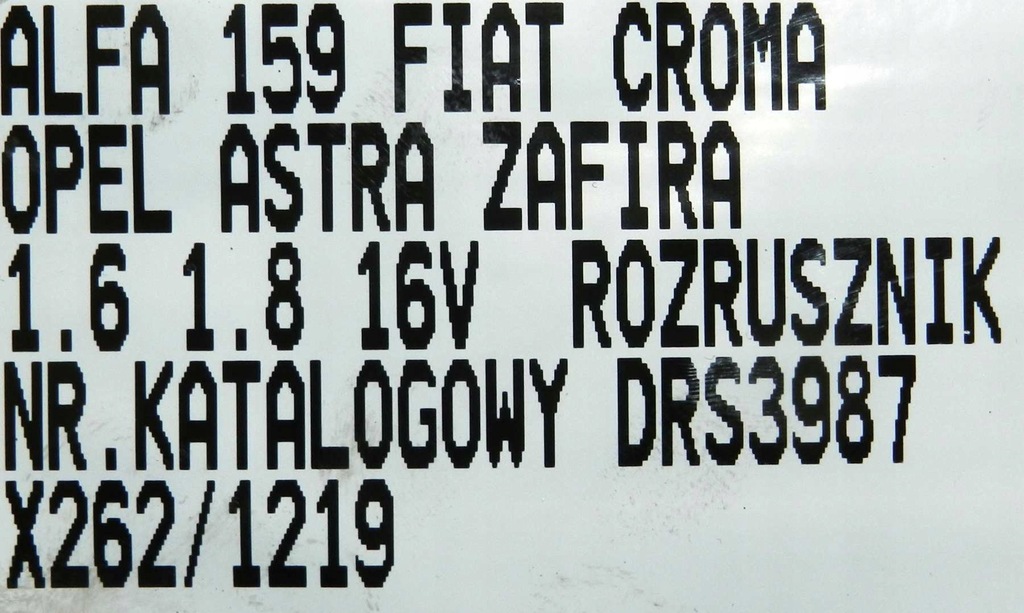 ALFA 159 FIAT CROMA
OPEL ASTRA ZAFIRA
1.6 1.8 16V ROZRUSZNIK
NR.KATALOGOWY DRS3987
X262/1219